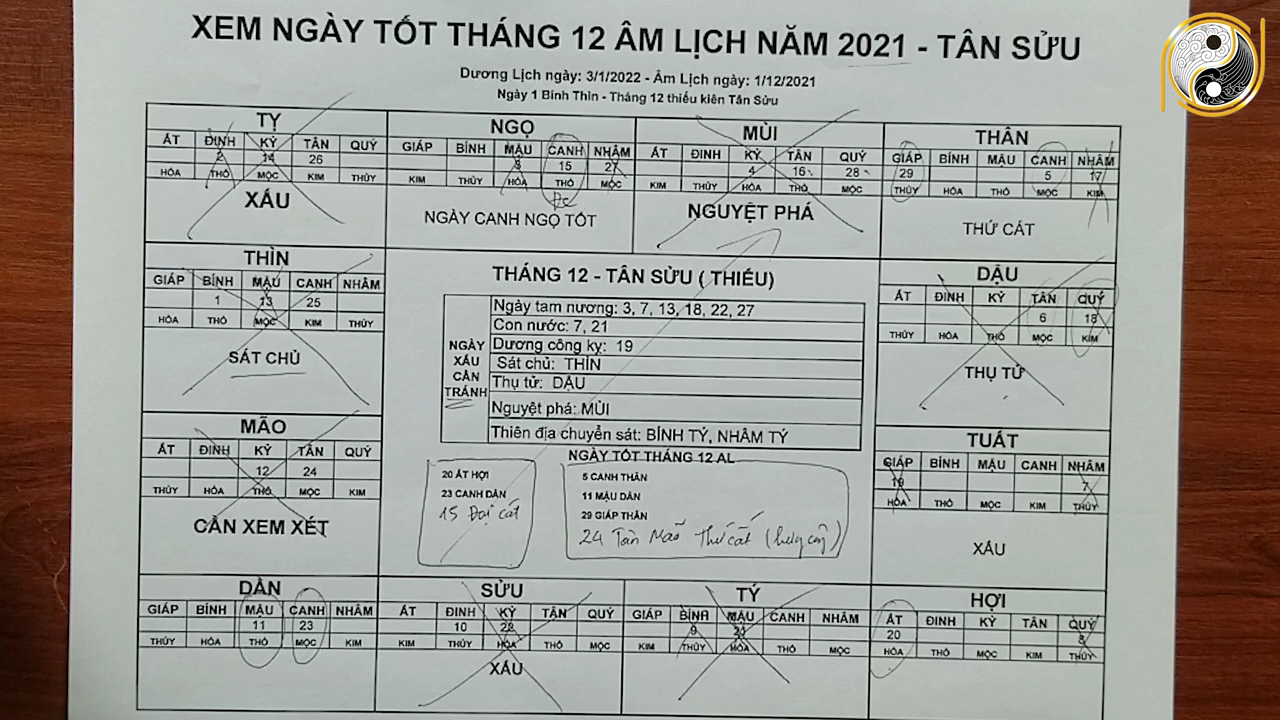 XEM NGÀY TỐT THÁNG 12 ÂM LỊCH NĂM 2021 - TÂN SỬU
Dương Lịch ngày: 3/1/2022 - Âm Lịch ngày: 1/12/2021
Ngày 1 Bính Thìn - Tháng 12 thiếu kiên Tân Sửu
TỴ
ẤT ĐINH KỶ TÂN QUÝ
2 14 26
HỎA THỔ MỘC KIM THỦY
XẤU
NGỌ
GIÁP BÍNH MẬU CANH NHÂM
3 15 27
KIM THỦY HỎA THỔ MỘC
NGÀY CANH NGỌ TỐT
MÙI
ẤT ĐINH KỶ TÂN QUÝ
4 16 28
KIM THỦY HỎA THỔ MỘC
NGUYỆT PHÁ
THÂN
GIÁP BÍNH MẬU CANH NHÂM
29 5 17
THỦY HỎA THỔ MỘC KIM
THỨ CÁT
THÌN
GIÁP BÍNH MẬU CANH NHÂM
1 13 25
HỎA THỔ MỘC KIM THỦY
SÁT CHỦ
THÁNG 12 - TÂN SỬU ( THIẾU)
NGÀY XẤU CẦN TRÁNH
Ngày tam nương: 3, 7, 13, 18, 22, 27
Con nước: 7, 21
Dương công kỵ: 19
Sát chủ: THÌN
Thụ tử: DẬU
Nguyệt phá: MÙI
Thiên địa chuyển sát: BÍNH TÝ, NHÂM TÝ
DẬU
ẤT ĐINH KỶ TÂN QUÝ
6 18
THỦY HỎA THỔ MỘC KIM
THỤ TỬ
MÃO
ẤT ĐINH KỶ TÂN QUÝ
12 24
THỦY HỎA THỔ MỘC KIM
CẦN XEM XÉT
20 ẤT HỢI
23 CANH DẦN
15 Đại cát
NGÀY TỐT THÁNG 12 AL
5 CANH THÂN
11 MẬU DẦN
29 GIÁP THÂN
24 Tân Mão Thứ cát
TUẤT
GIÁP BÍNH MẬU CANH NHÂM
19 7
HỎA THỔ MỘC KIM THỦY
XẤU
DẦN
GIÁP BÍNH MẬU CANH NHÂM
11 23
THỦY HỎA THỔ MỘC KIM
SỬU
ẤT ĐINH KỶ TÂN QUÝ
10 22
KIM THỦY HỎA THỔ MỘC
XẤU
TÝ
GIÁP BÍNH MẬU CANH NHÂM
9 21
KIM THỦY HỎA THỔ MỘC
HỢI
ẤT ĐINH KỶ TÂN QUÝ
20 8
HỎA THỔ MỘC KIM THỦY